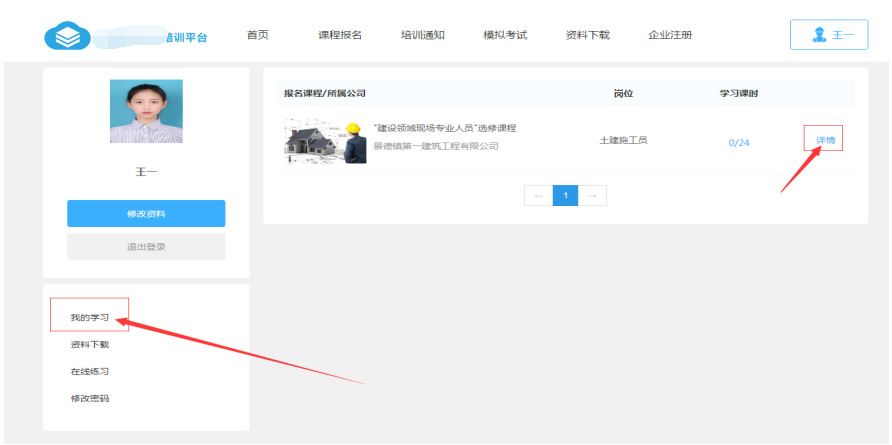 培训平台
首页 课程报名 培训通知 模拟考试 资料下载 企业注册 王一
王一
修改资料
退出登录
我的学习
资料下载
在线练习
修改密码
报名课程/所属公司 岗位 学习课时
"建设领域现场专业人员"选修课程
景德镇第一建筑工程有限公司
土建施工员 0/24 详情
← 1 →